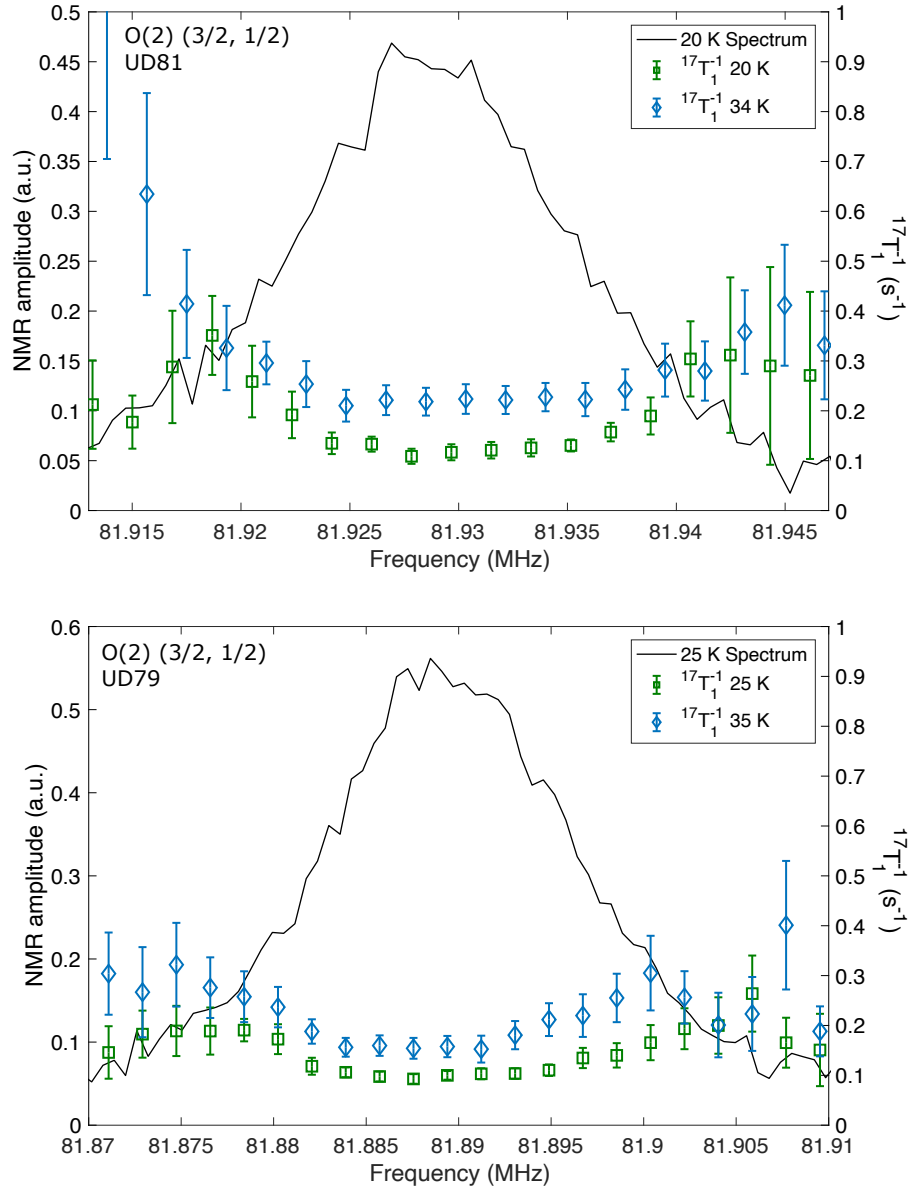 O(2) (3/2, 1/2)
UD81
20 K Spectrum
17T1-1 20 K
17T1-1 34 K
NMR amplitude (a.u.)
0.5
0.45
0.4
0.35
0.3
0.25
0.2
0.15
0.1
0.05
0
1
0.9
0.8
0.7
0.6
0.5
0.4
0.3
0.2
0.1
0
17T1-1 (s-1)
81.915 81.92 81.925 81.93 81.935 81.94 81.945
Frequency (MHz)
O(2) (3/2, 1/2)
UD79
25 K Spectrum
17T1-1 25 K
17T1-1 35 K
NMR amplitude (a.u.)
0.6
0.5
0.4
0.3
0.2
0.1
0
1
0.9
0.8
0.7
0.6
0.5
0.4
0.3
0.2
0.1
0
17T1-1 (s-1)
81.87 81.875 81.88 81.885 81.89 81.895 81.9 81.905 81.91
Frequency (MHz)